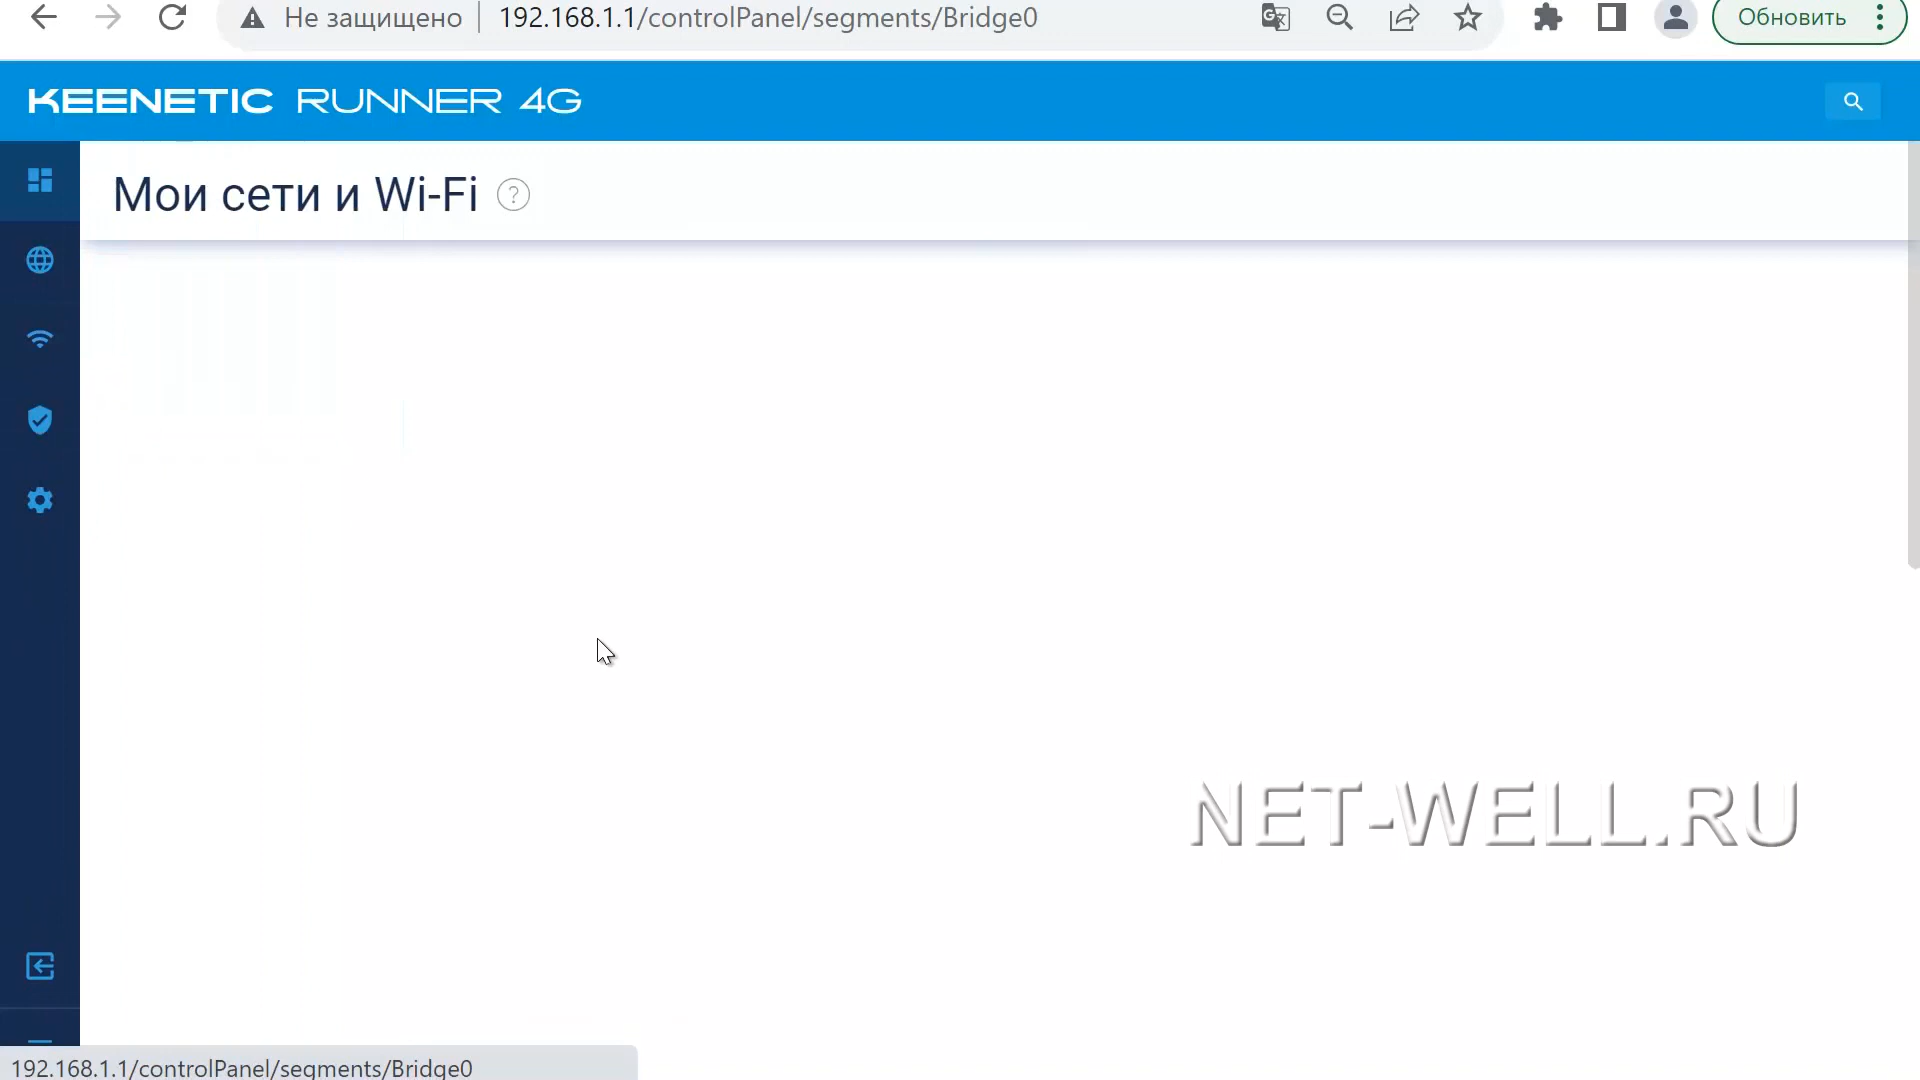 Не защищено 192.168.1.1/controlPanel/segments/Bridge0 Обновить
KEENETIC RUNNER 4G
Мои сети и Wi-Fi ?
NET-WELL.RU
192.168.1.1/controlPanel/segments/Bridge0